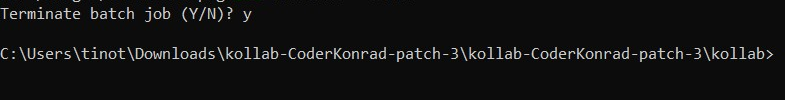 Terminate batch job (Y/N)? y
C:\Users\tinot\Downloads\kollab-CoderKonrad-patch-3\kollab-CoderKonrad-patch-3\kollab>